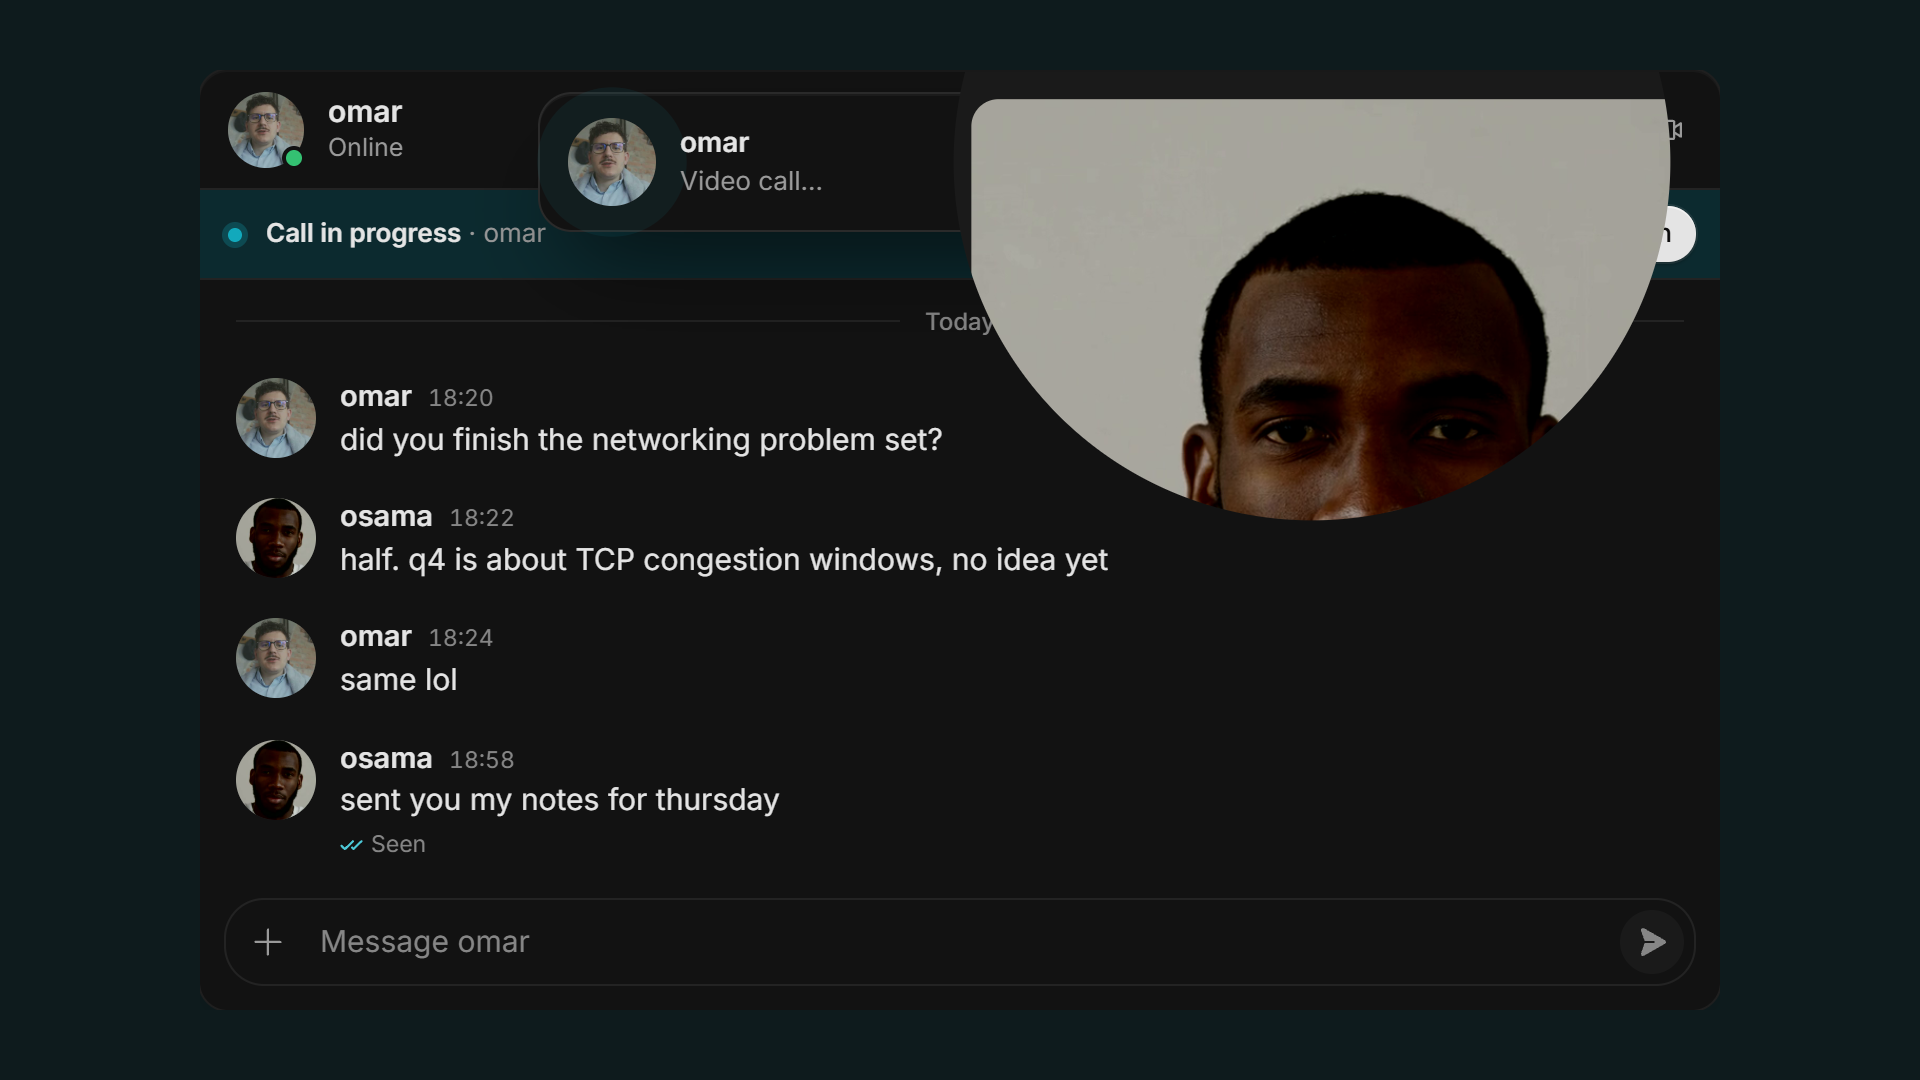 omar
Online
omar
Video call...
Call in progress · omar
Today
omar 18:20
did you finish the networking problem set?
osama 18:22
half. q4 is about TCP congestion windows, no idea yet
omar 18:24
same lol
osama 18:58
sent you my notes for thursday
Seen
Message omar